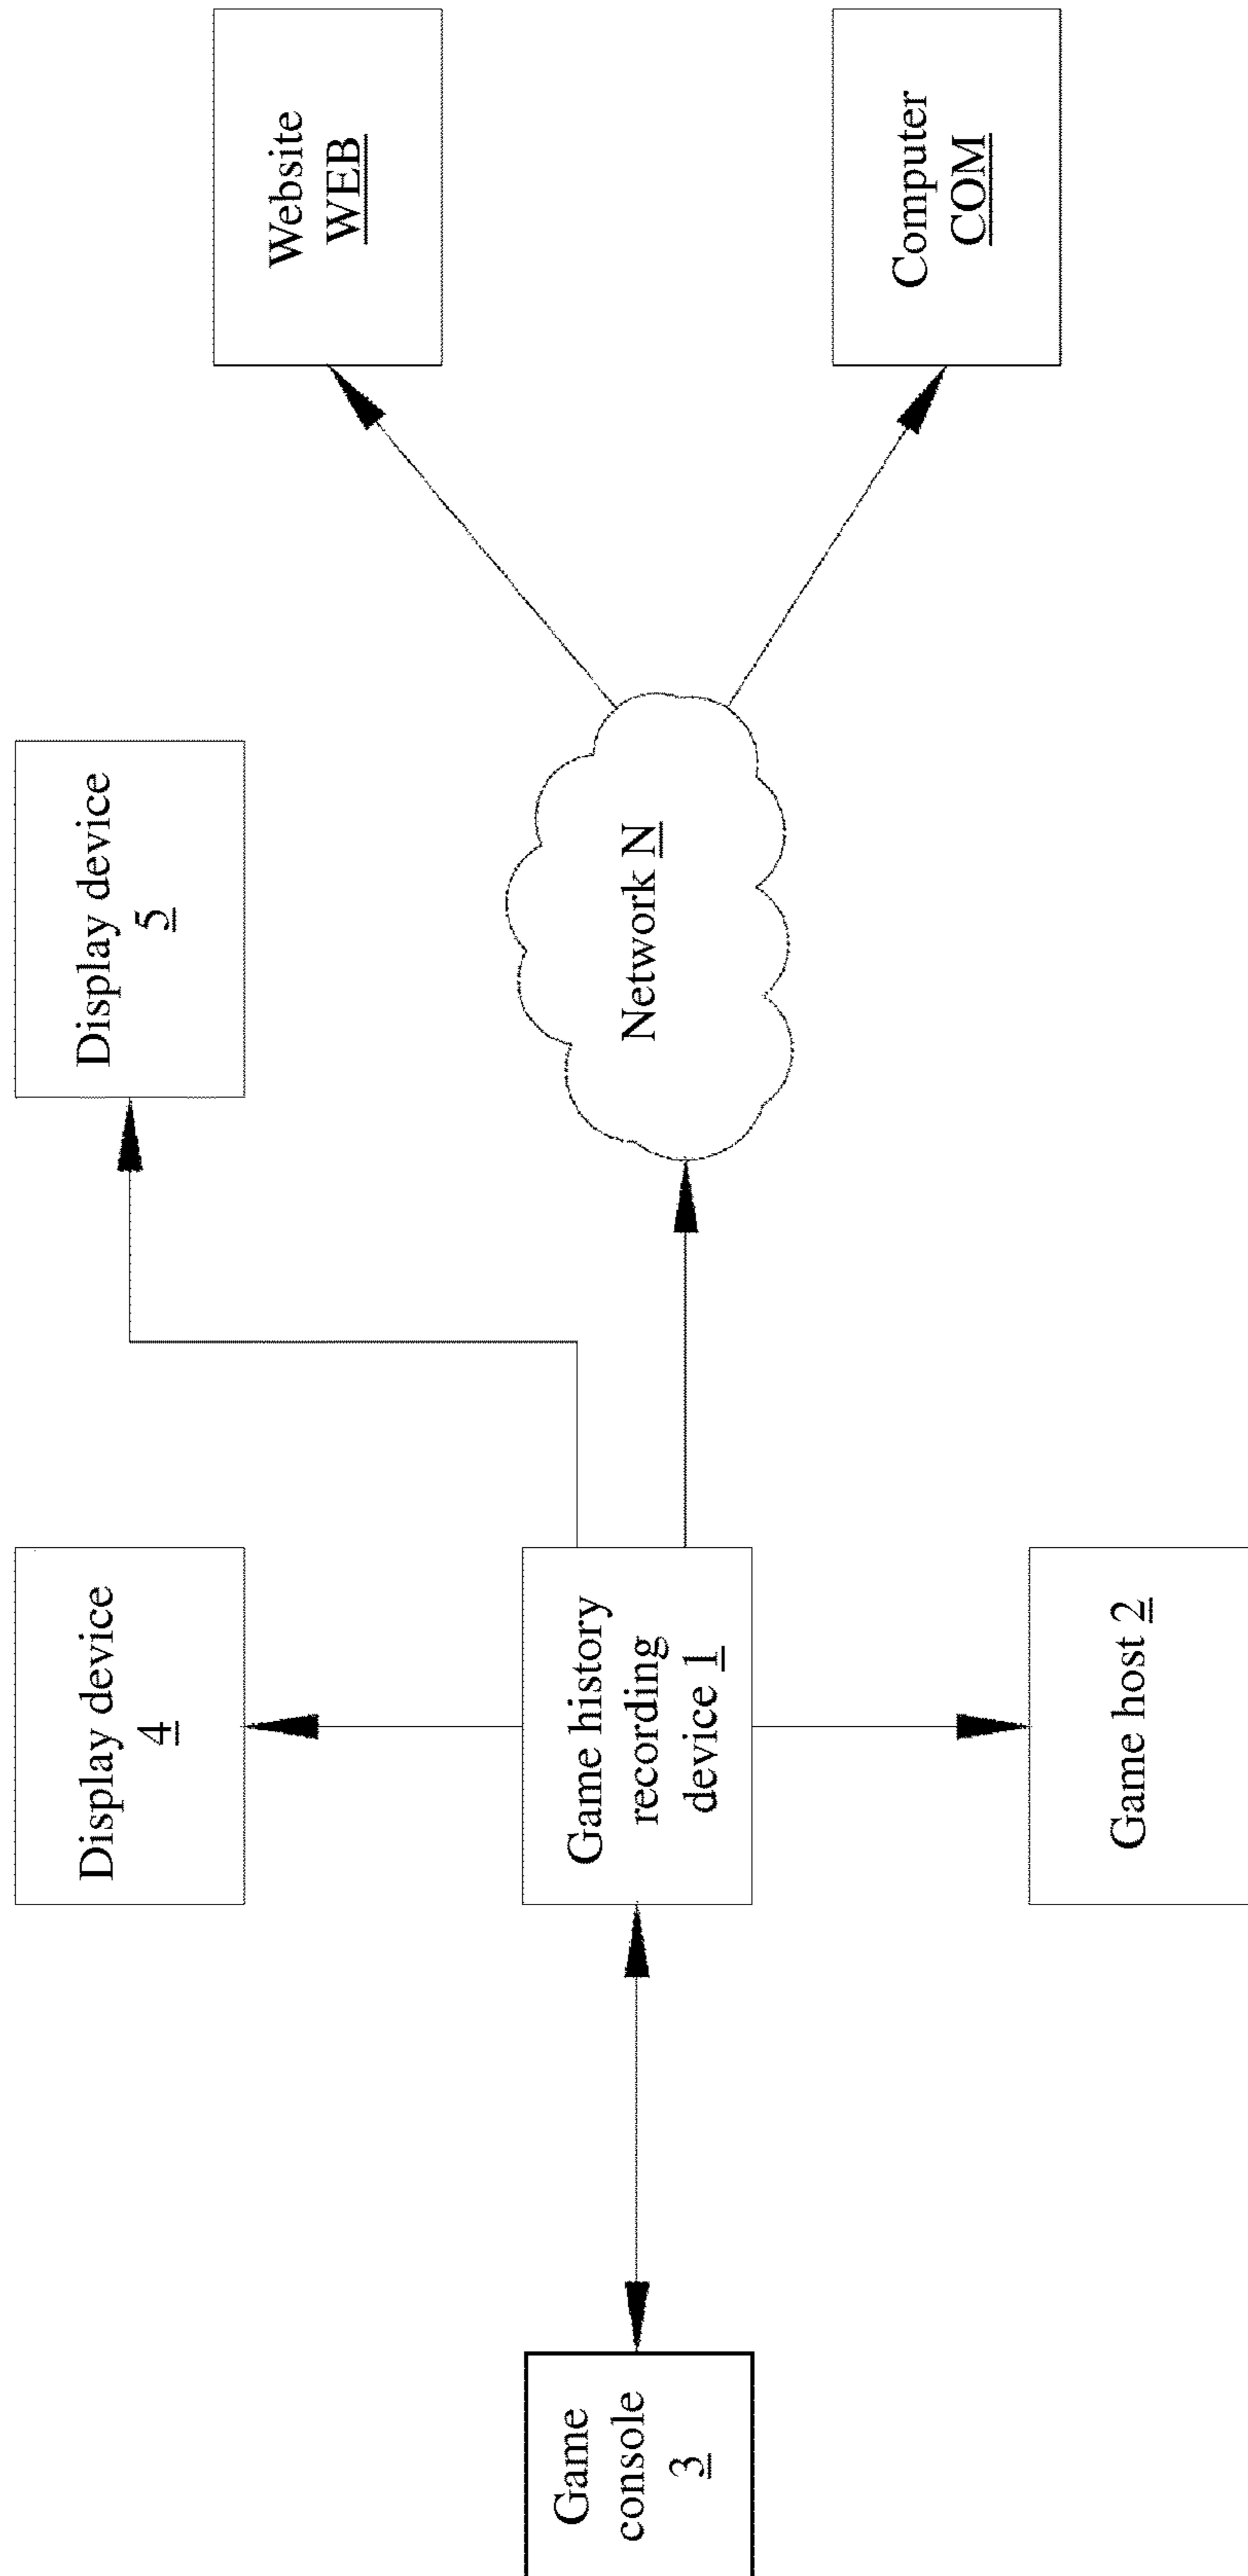 Display device
4
Display device
5
Website
WEB
Game
console
3
Game history
recording
device 1
Network N
Computer
COM
Game host 2